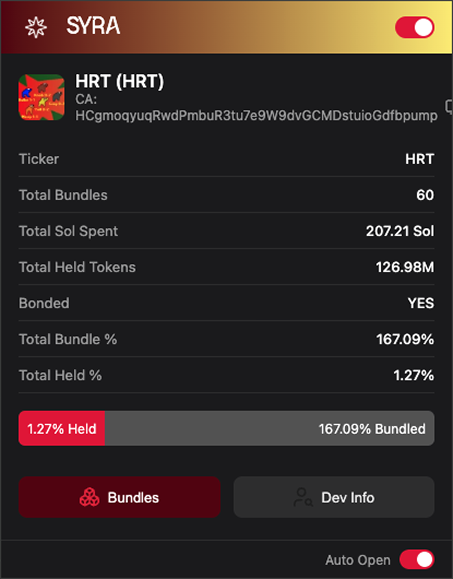 SYRA
HRT (HRT)
CA:
HCgmoqyuqRwdPmbuR3tu7e9W9dvGCMDstuioGdfbpump
Ticker HRT
Total Bundles 60
Total Sol Spent 207.21 Sol
Total Held Tokens 126.98M
Bonded YES
Total Bundle % 167.09%
Total Held % 1.27%
1.27% Held 167.09% Bundled
Bundles Dev Info
Auto Open